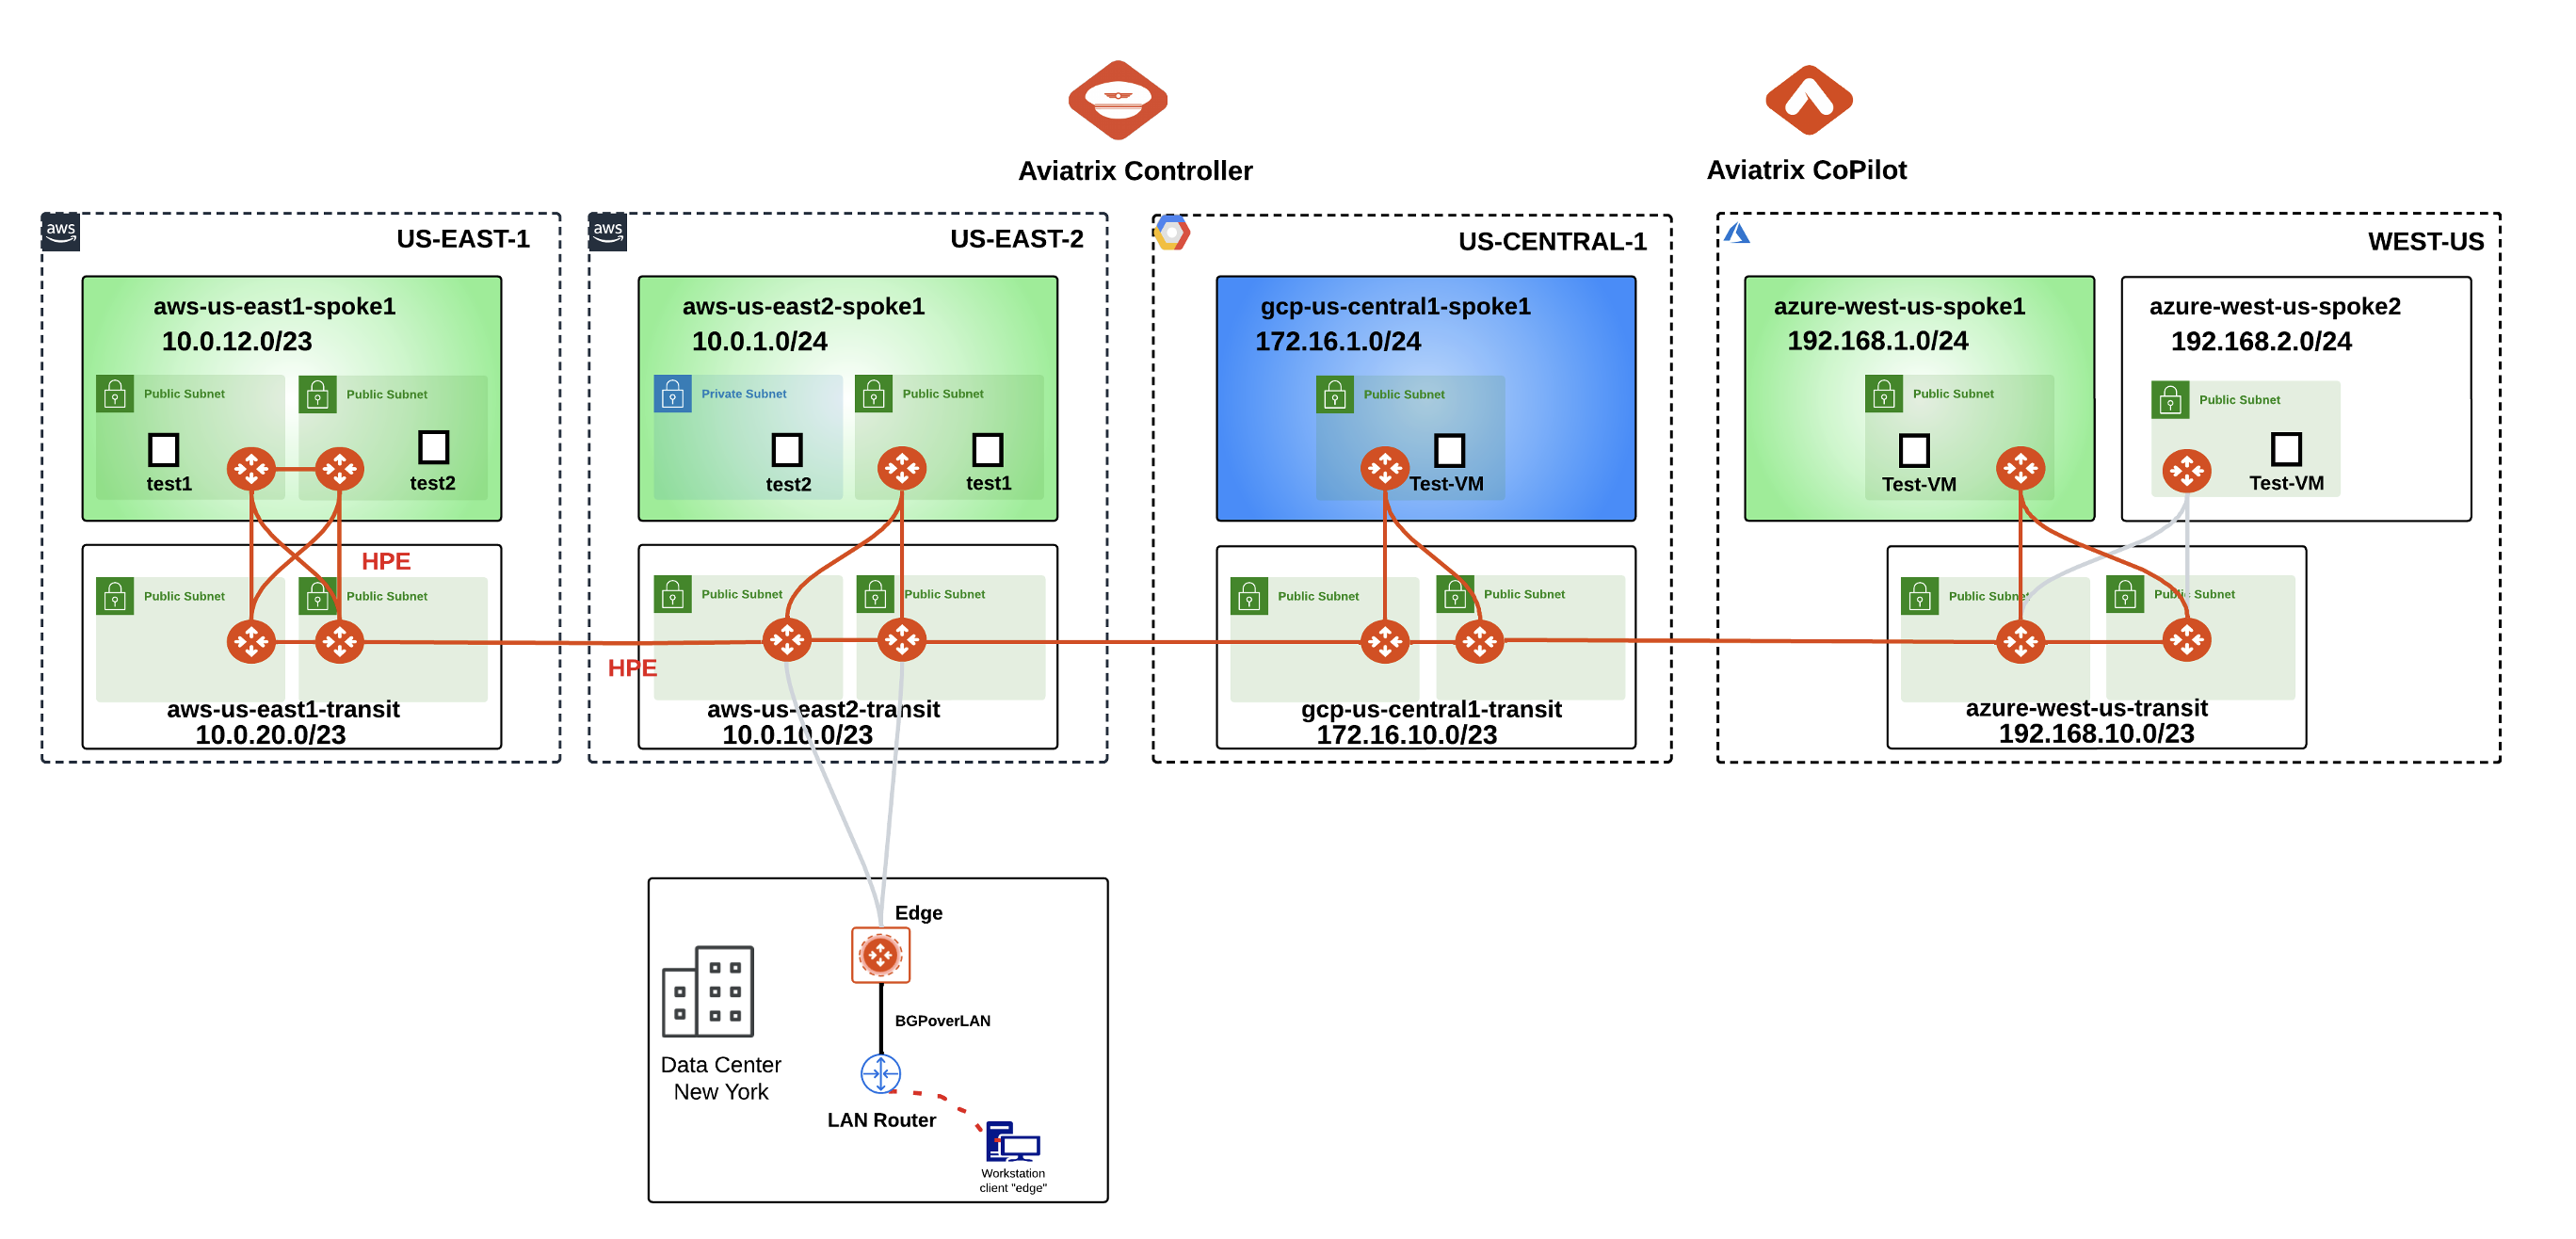 Aviatrix Controller
Aviatrix CoPilot
aws
US-EAST-1
aws-us-east1-spoke1
10.0.12.0/23
Public Subnet
Public Subnet
test1
test2
HPE
Public Subnet
Public Subnet
aws-us-east1-transit
10.0.20.0/23
aws
US-EAST-2
aws-us-east2-spoke1
10.0.1.0/24
Private Subnet
Public Subnet
test2
test1
Public Subnet
Public Subnet
HPE
aws-us-east2-transit
10.0.10.0/23
US-CENTRAL-1
gcp-us-central1-spoke1
172.16.1.0/24
Public Subnet
Test-VM
Public Subnet
Public Subnet
gcp-us-central1-transit
172.16.10.0/23
WEST-US
azure-west-us-spoke1
192.168.1.0/24
Public Subnet
Test-VM
azure-west-us-spoke2
192.168.2.0/24
Public Subnet
Test-VM
Public Subnet
Public Subnet
azure-west-us-transit
192.168.10.0/23
Edge
BGPoverLAN
Data Center
New York
LAN Router
Workstation
client "edge"